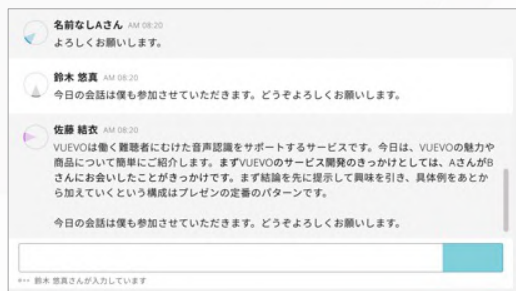 名前なしAさん AM 08:20
よろしくお願いします。
鈴木 悠真 AM 08:20
今日の会話は僕も参加させていただきます。どうぞよろしくお願いします。
佐藤 結衣 AM 08:20
VUEVOは働く難聴者にむけた音声認識をサポートするサービスです。今日は、VUEVOの魅力や
商品について簡単にご紹介します。まずVUEVOのサービス開発のきっかけとしては、AさんがB
さんにお会いしたことがきっかけです。まず結論を先に提示して興味を引き、具体例をあとか
ら加えていくという構成はプレゼンの定番のパターンです。
今日の会話は僕も参加させていただきます。どうぞよろしくお願いします。
鈴木 悠真さんが入力しています